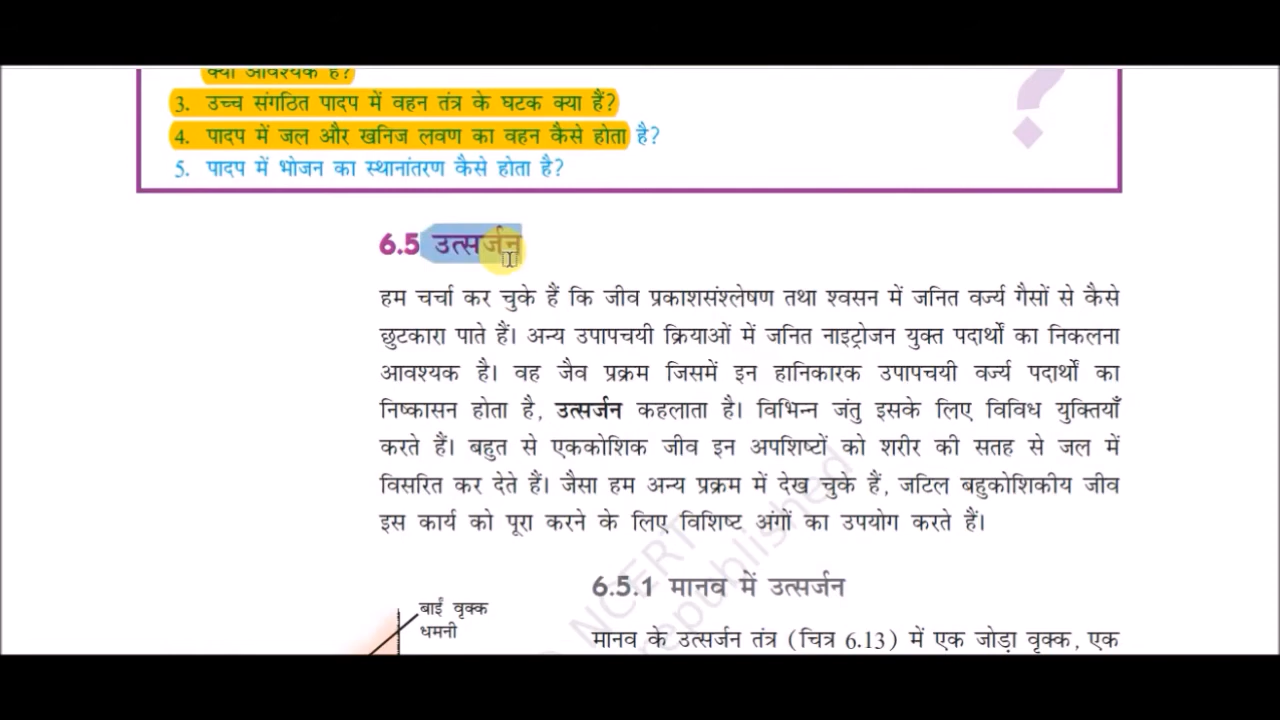 क्यों आवश्यक है?
3. उच्च संगठित पादप में वहन तंत्र के घटक क्या हैं?
4. पादप में जल और खनिज लवण का वहन कैसे होता है?
5. पादप में भोजन का स्थानांतरण कैसे होता है?
?
6.5 उत्सर्जन
हम चर्चा कर चुके हैं कि जीव प्रकाशसंश्लेषण तथा श्वसन में जनित वर्ज्य गैसों से कैसे
छुटकारा पाते हैं। अन्य उपापचयी क्रियाओं में जनित नाइट्रोजन युक्त पदार्थों का निकलना
आवश्यक है। वह जैव प्रक्रम जिसमें इन हानिकारक उपापचयी वर्ज्य पदार्थों का
निष्कासन होता है, उत्सर्जन कहलाता है। विभिन्न जंतु इसके लिए विविध युक्तियाँ
करते हैं। बहुत से एककोशिक जीव इन अपशिष्टों को शरीर की सतह से जल में
विसरित कर देते हैं। जैसा हम अन्य प्रक्रम में देख चुके हैं, जटिल बहुकोशिकीय जीव
इस कार्य को पूरा करने के लिए विशिष्ट अंगों का उपयोग करते हैं।
6.5.1 मानव में उत्सर्जन
बाईं वृक्क
धमनी
मानव के उत्सर्जन तंत्र (चित्र 6.13) में एक जोड़ा वृक्क, एक
NCERT
republished